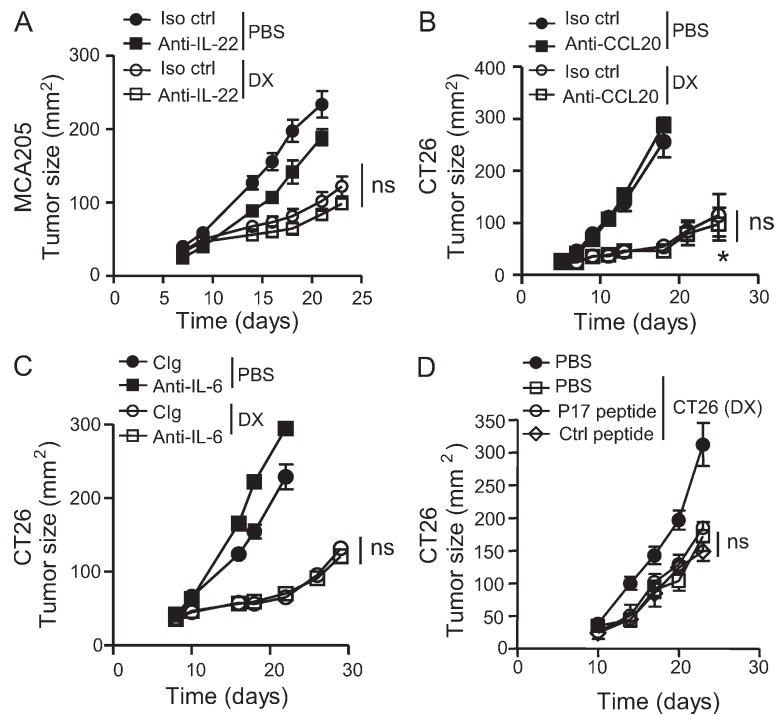 A
Iso ctrl
Anti-IL-22
PBS
Iso ctrl
Anti-IL-22
DX
300
200
100
0
MCA205
Tumor size (mm2)
ns
0 5 10 15 20 25
Time (days)
B
Iso ctrl
Anti-CCL20
PBS
Iso ctrl
Anti-CCL20
DX
400
300
200
100
0
CT26
Tumor size (mm2)
ns
*
0 10 20 30
Time (days)
C
CIg
Anti-IL-6
PBS
CIg
Anti-IL-6
DX
300
200
100
0
CT26
Tumor size (mm2)
ns
0 10 20 30
Time (days)
D
PBS
PBS
P17 peptide
Ctrl peptide
CT26 (DX)
350
300
250
200
150
100
50
0
CT26
Tumor size (mm2)
ns
0 10 20 30
Time (days)